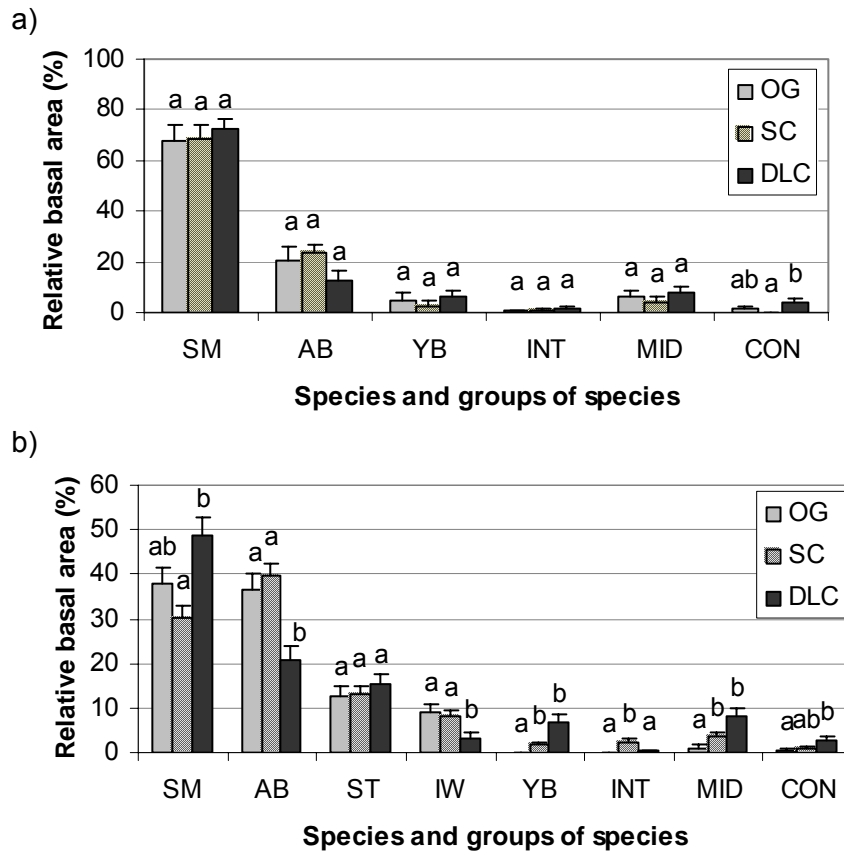 a)
Relative basal area (%)
100
80
60
40
20
0
a a a
a a a
a a a
a a a
a a a
ab a b
OG
SC
DLC
SM AB YB INT MID CON
Species and groups of species
b)
Relative basal area (%)
60
50
40
30
20
10
0
ab a b
a a b
a a a
a a b
a b b
a b a
a b b
a ab b
OG
SC
DLC
SM AB ST IW YB INT MID CON
Species and groups of species